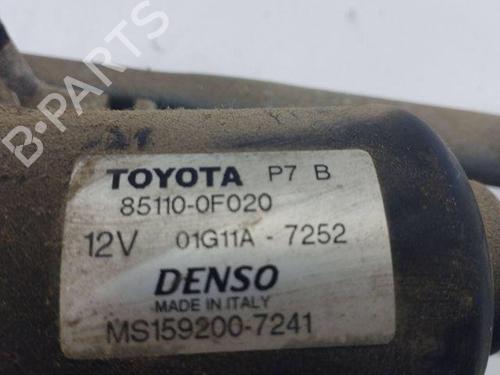 B-PARTS
TOYOTA P7 B
85110-0F020
12V 01G11A-7252
DENSO
MADE IN ITALY
MS159200-7241